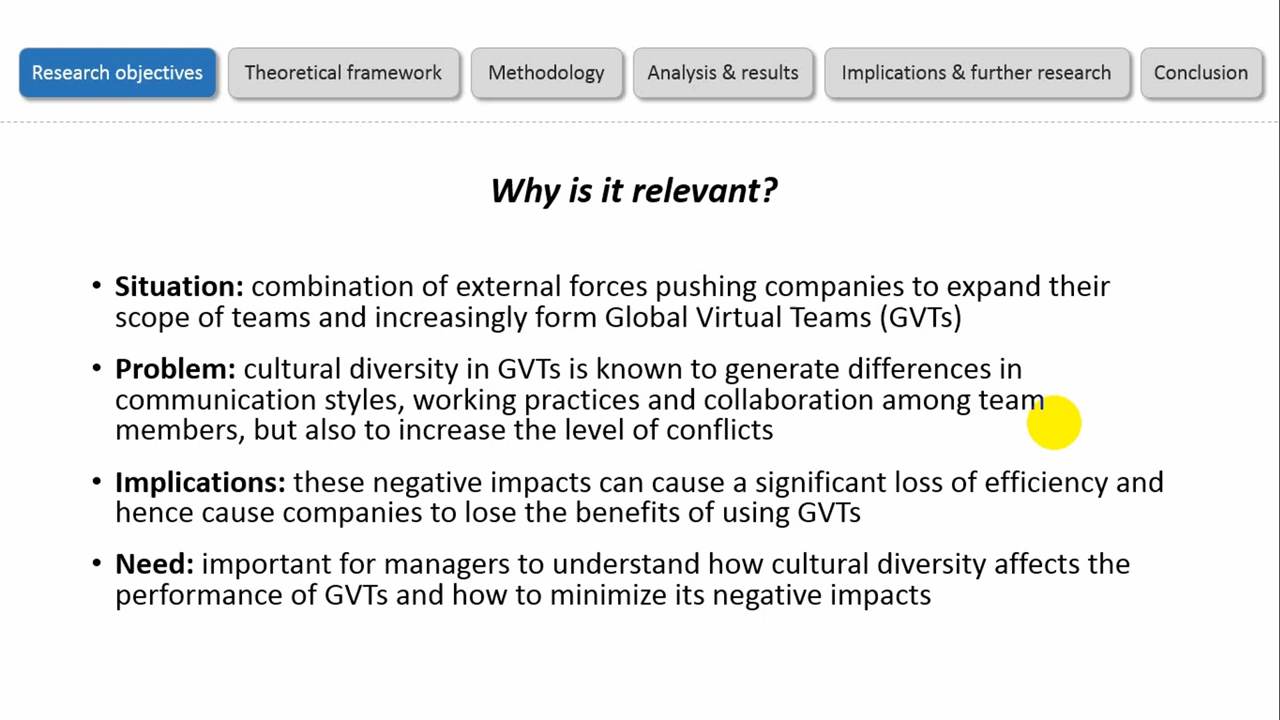 Research objectives
Theoretical framework
Methodology
Analysis & results
Implications & further research
Conclusion
Why is it relevant?
• Situation: combination of external forces pushing companies to expand their
scope of teams and increasingly form Global Virtual Teams (GVTs)
• Problem: cultural diversity in GVTs is known to generate differences in
communication styles, working practices and collaboration among team
members, but also to increase the level of conflicts
• Implications: these negative impacts can cause a significant loss of efficiency and
hence cause companies to lose the benefits of using GVTs
• Need: important for managers to understand how cultural diversity affects the
performance of GVTs and how to minimize its negative impacts